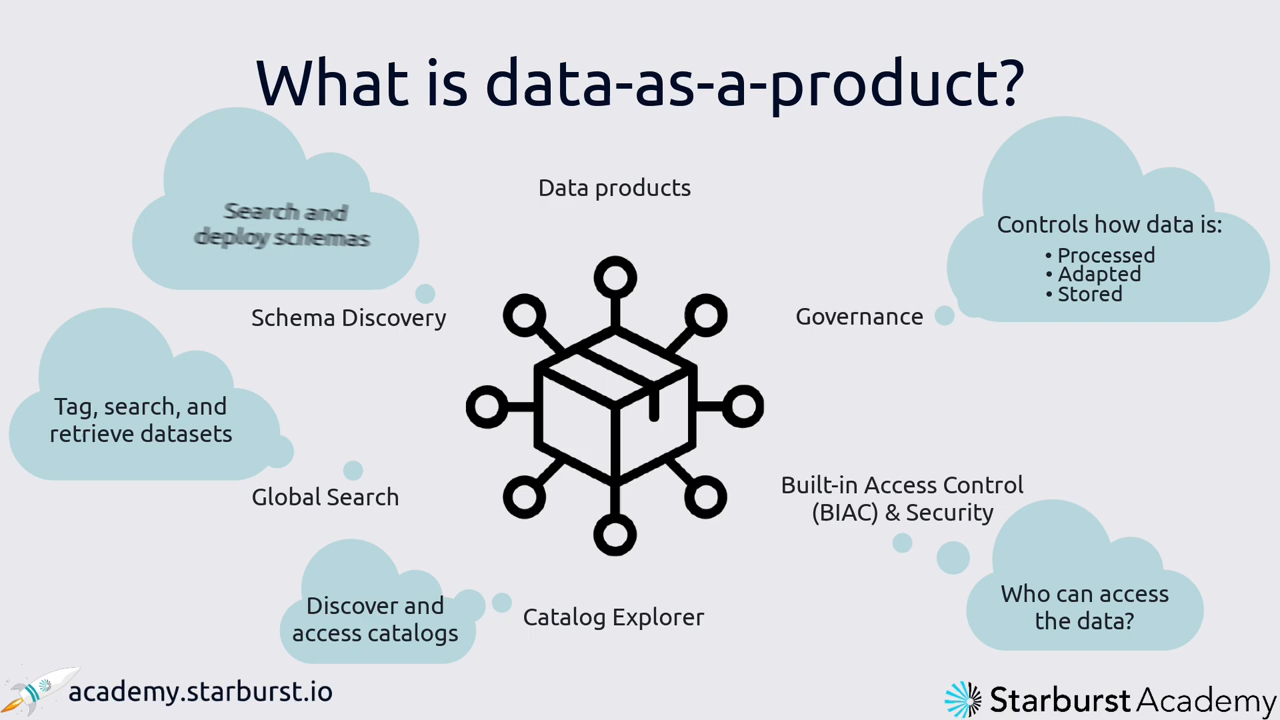 What is data-as-a-product?
Data products
Search and
deploy schemas
Schema Discovery
Controls how data is:
• Processed
• Adapted
• Stored
Governance
Tag, search, and
retrieve datasets
Global Search
Built-in Access Control
(BIAC) & Security
Who can access
the data?
Discover and
access catalogs
Catalog Explorer
academy.starburst.io
Starburst Academy